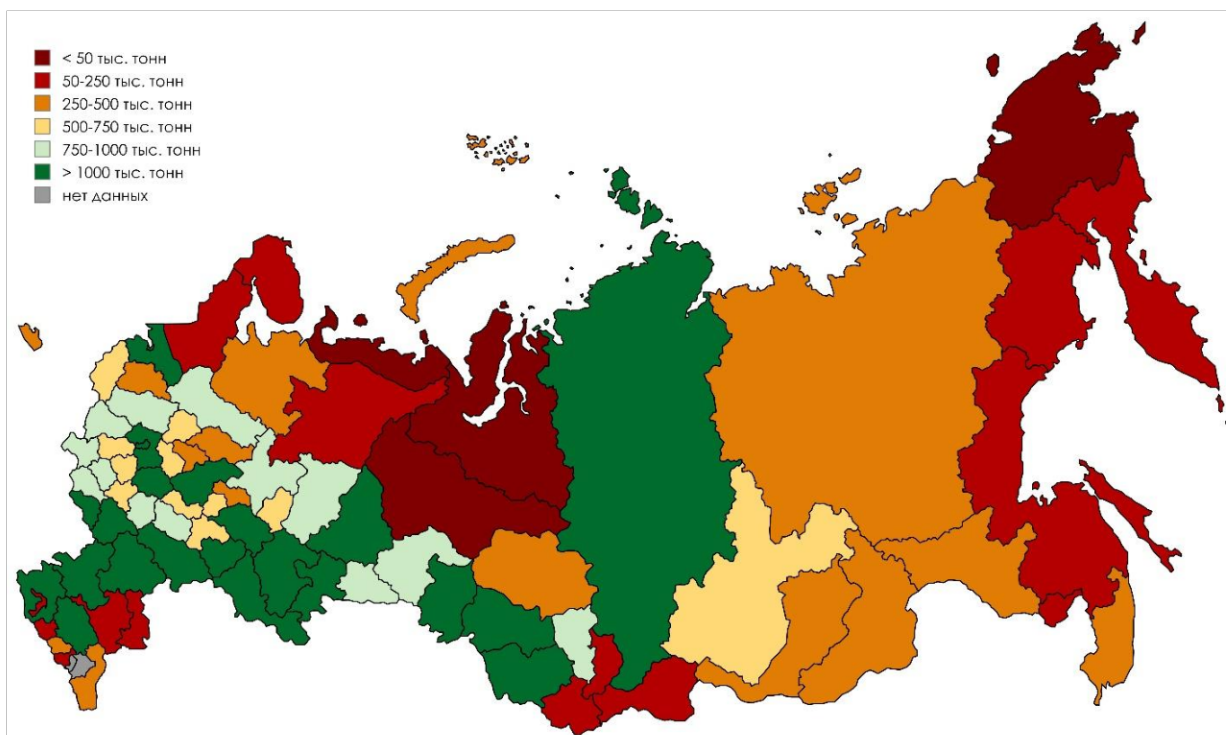 < 50 тыс. тонн
50-250 тыс. тонн
250-500 тыс. тонн
500-750 тыс. тонн
750-1000 тыс. тонн
> 1000 тыс. тонн
нет данных